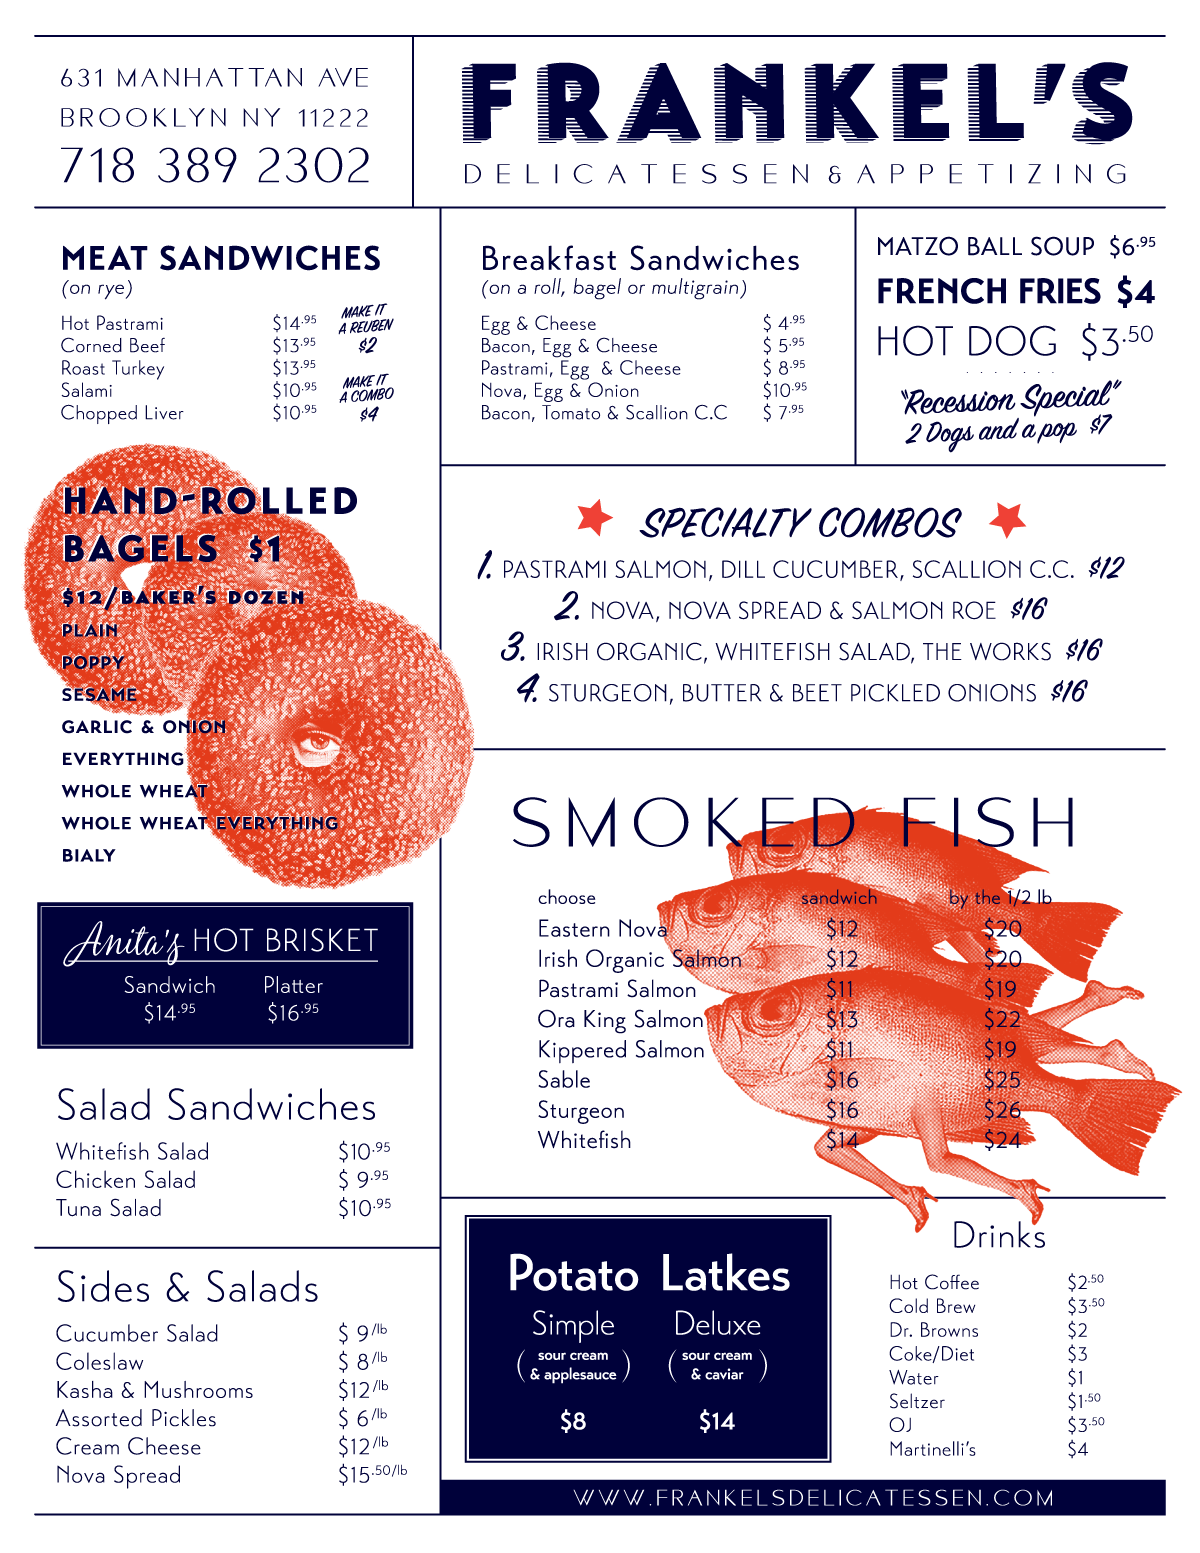 631 MANHATTAN AVE
BROOKLYN NY 11222
718 389 2302
FRANKEL'S
DELICATESSEN & APPETIZING
MEAT SANDWICHES
(on rye)
Hot Pastrami $14.95
Corned Beef $13.95
Roast Turkey $13.95
Salami $10.95
Chopped Liver $10.95
MAKE IT
A REUBEN
$2
MAKE IT
A COMBO
$4
Breakfast Sandwiches
(on a roll, bagel or multigrain)
Egg & Cheese $ 4.95
Bacon, Egg & Cheese $ 5.95
Pastrami, Egg & Cheese $ 8.95
Nova, Egg & Onion $10.95
Bacon, Tomato & Scallion C.C $ 7.95
MATZO BALL SOUP $6.95
FRENCH FRIES $4
HOT DOG $3.50
"Recession Special"
2 Dogs and a pop $7
HAND-ROLLED
BAGELS $1
$12/BAKER'S DOZEN
PLAIN
POPPY
SESAME
GARLIC & ONION
EVERYTHING
WHOLE WHEAT
WHOLE WHEAT EVERYTHING
BIALY
SPECIALTY COMBOS
1. PASTRAMI SALMON, DILL CUCUMBER, SCALLION C.C. $12
2. NOVA, NOVA SPREAD & SALMON ROE $16
3. IRISH ORGANIC, WHITEFISH SALAD, THE WORKS $16
4. STURGEON, BUTTER & BEET PICKLED ONIONS $16
SMOKED FISH
choose sandwich by the 1/2 lb
Eastern Nova $12 $20
Irish Organic Salmon $12 $20
Pastrami Salmon $11 $19
Ora King Salmon $13 $22
Kippered Salmon $11 $19
Sable $16 $25
Sturgeon $16 $26
Whitefish $14 $24
Anita's HOT BRISKET
Sandwich Platter
$14.95 $16.95
Salad Sandwiches
Whitefish Salad $10.95
Chicken Salad $ 9.95
Tuna Salad $10.95
Sides & Salads
Cucumber Salad $ 9/lb
Coleslaw $ 8/lb
Kasha & Mushrooms $12/lb
Assorted Pickles $ 6/lb
Cream Cheese $12/lb
Nova Spread $15.50/lb
Potato Latkes
Simple Deluxe
(sour cream & applesauce) (sour cream & caviar)
$8 $14
Drinks
Hot Coffee $2.50
Cold Brew $3.50
Dr. Browns $2
Coke/Diet $3
Water $1
Seltzer $1.50
OJ $3.50
Martinelli's $4
WWW.FRANKELSDELICATESSEN.COM